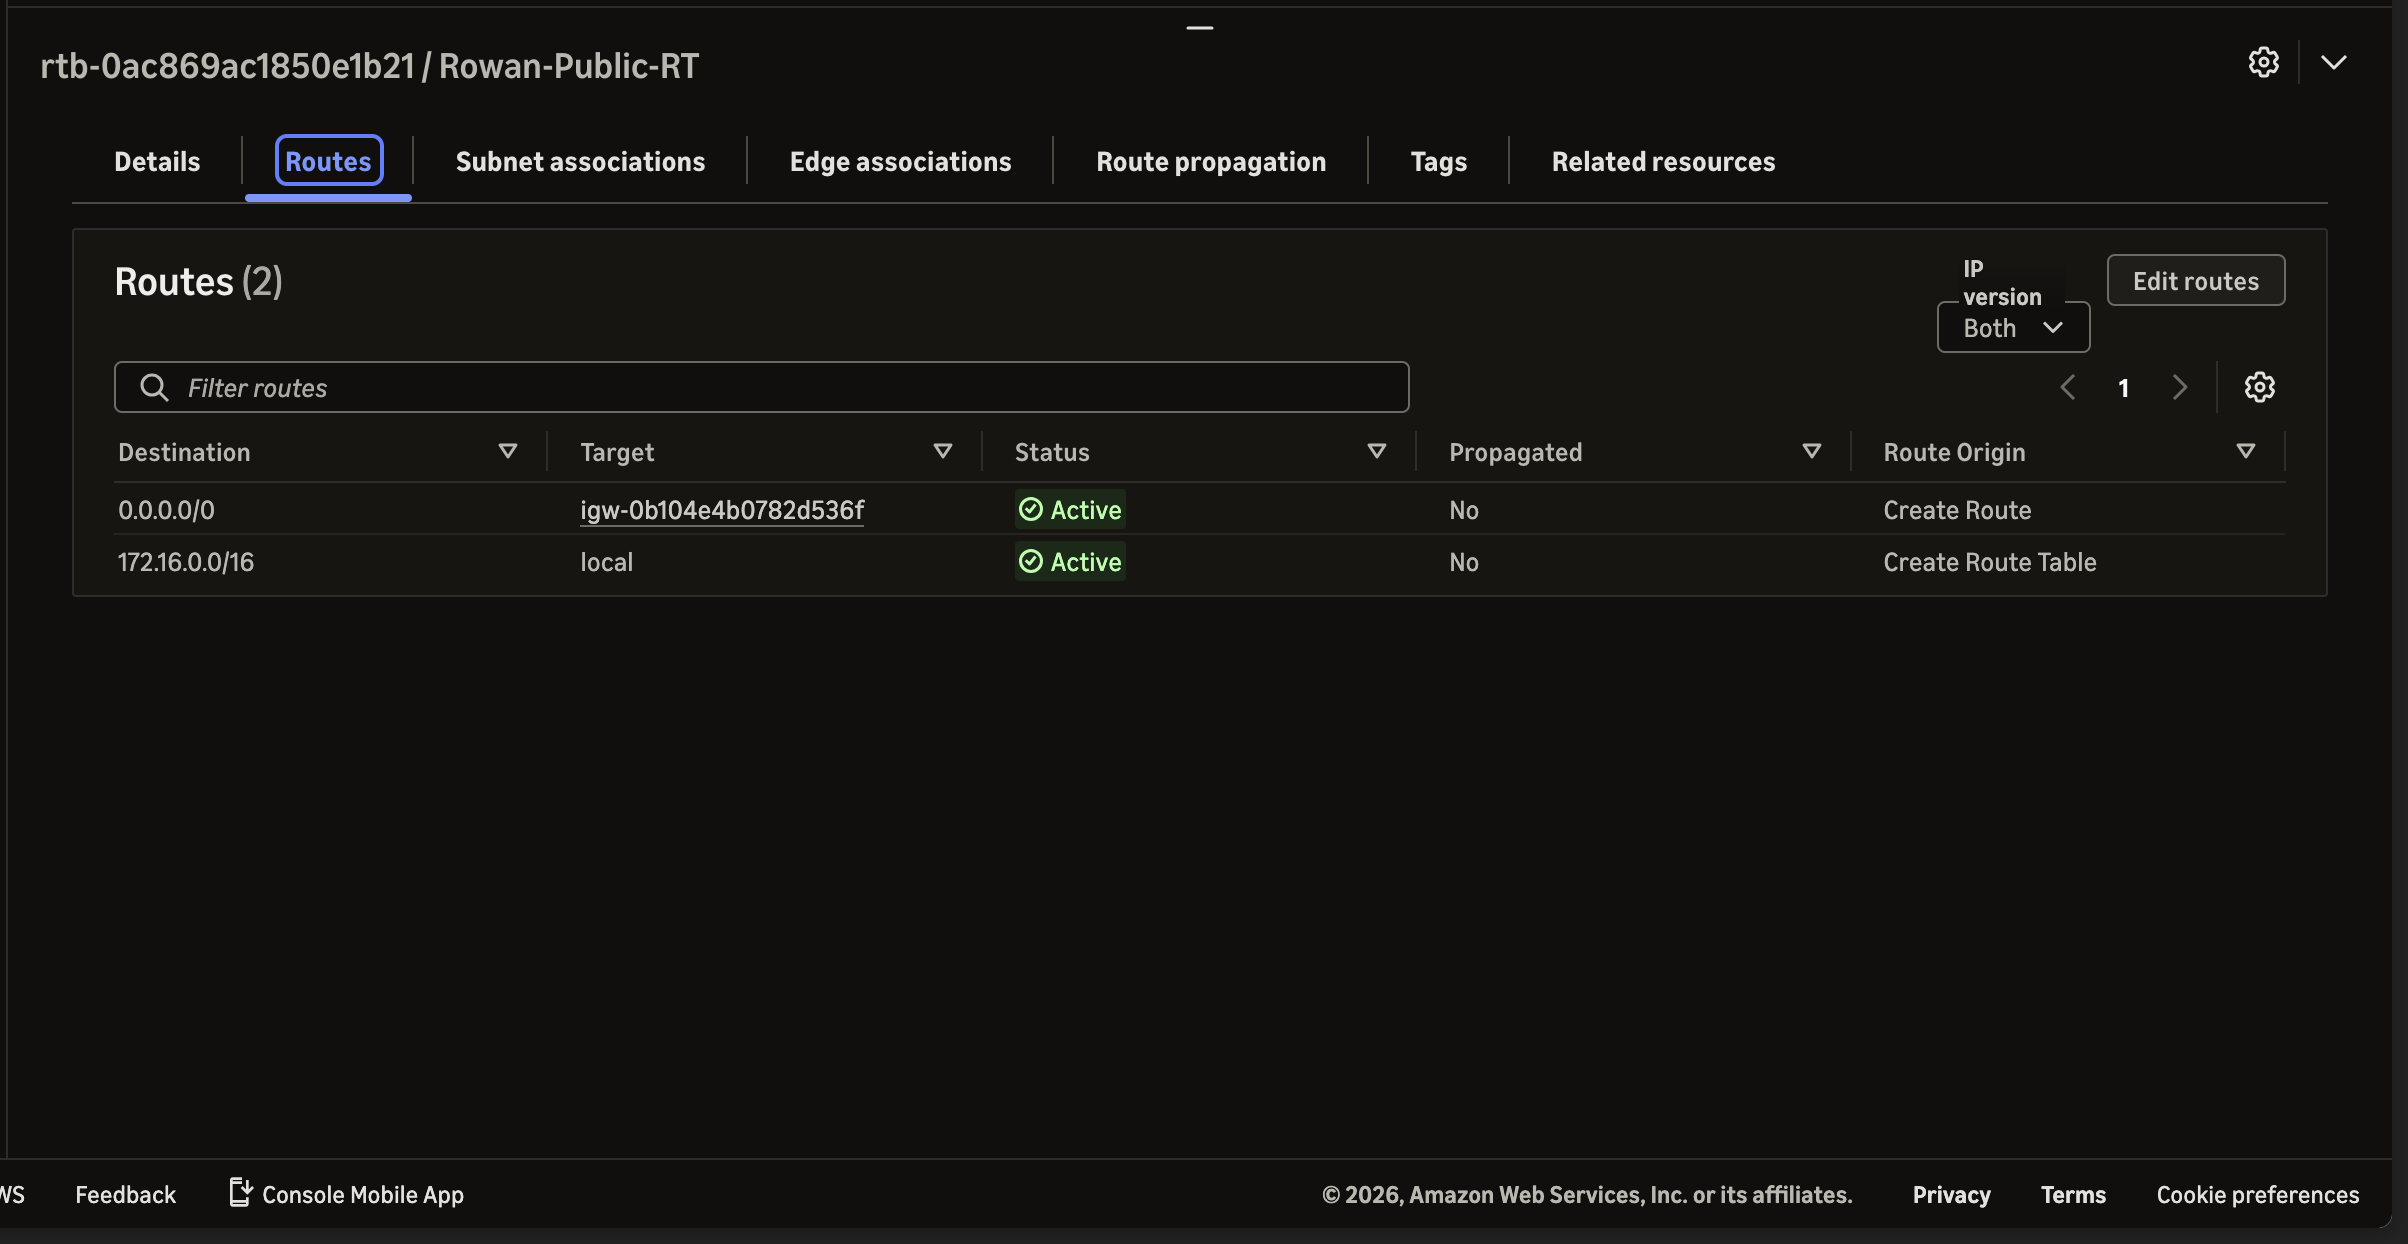 rtb-0ac869ac1850e1b21 / Rowan-Public-RT
Details Routes Subnet associations Edge associations Route propagation Tags Related resources
Routes (2)
IP version
Both
Edit routes
Filter routes
1
Destination Target Status Propagated Route Origin
0.0.0.0/0 igw-0b104e4b0782d536f Active No Create Route
172.16.0.0/16 local Active No Create Route Table
WS Feedback Console Mobile App © 2026, Amazon Web Services, Inc. or its affiliates. Privacy Terms Cookie preferences